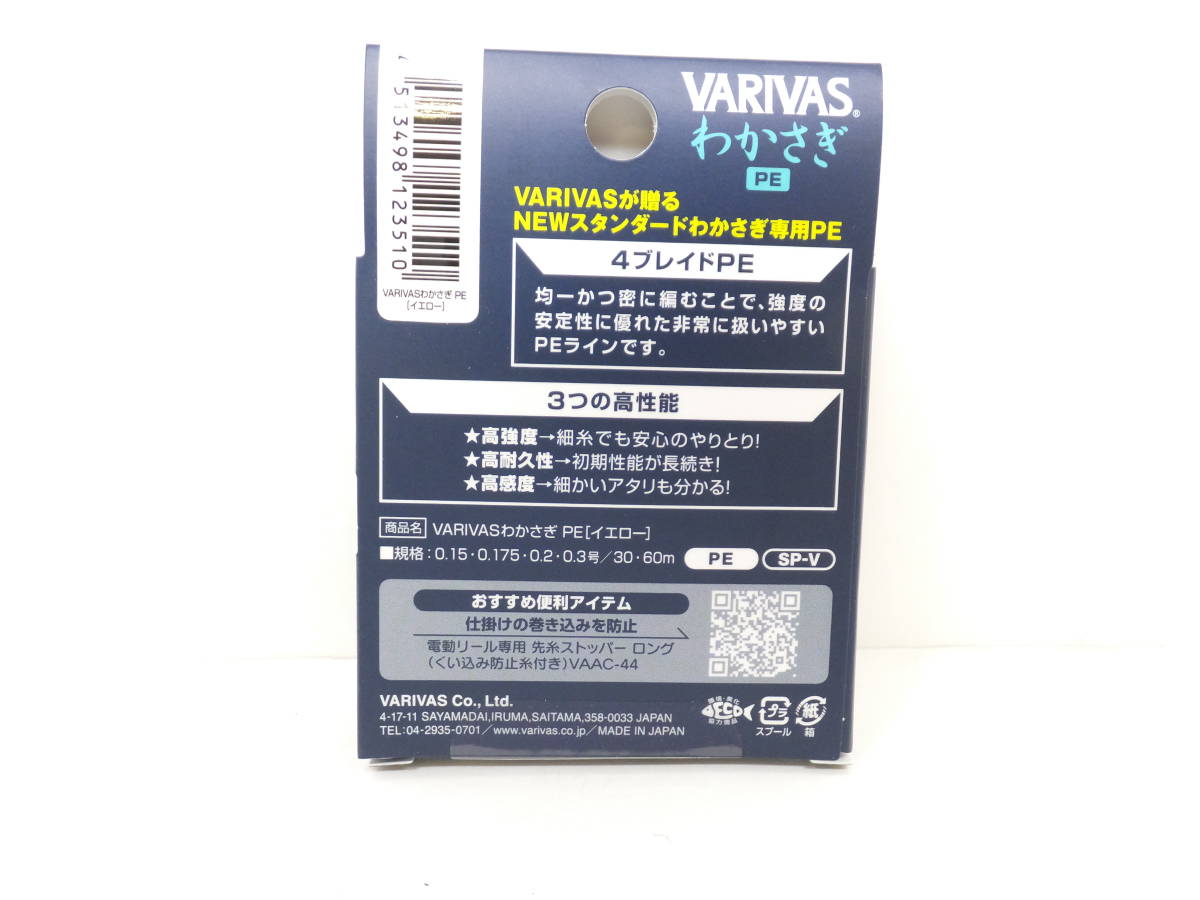 4 513498 123510
VARIVASわかさぎ PE
[イエロー]
VARIVAS®
わかさぎ
PE
VARIVASが贈る
NEWスタンダードわかさぎ専用PE
4ブレイドPE
均一かつ密に編むことで、強度の
安定性に優れた非常に扱いやすい
PEラインです。
3つの高性能
★高強度→細糸でも安心のやりとり!
★高耐久性→初期性能が長続き!
★高感度→細かいアタリも分かる!
商品名 VARIVASわかさぎ PE[イエロー]
■規格:0.15・0.175・0.2・0.3号/30・60m PE SP-V
おすすめ便利アイテム
仕掛けの巻き込みを防止
電動リール専用 先糸ストッパー ロング
(くい込み防止糸付き)VAAC-44
VARIVAS Co., Ltd.
4-17-11 SAYAMADAI,IRUMA,SAITAMA,358-0033 JAPAN
TEL:04-2935-0701/www.varivas.co.jp/MADE IN JAPAN
環境・美化
協力商品
プラ
スプール
紙
箱